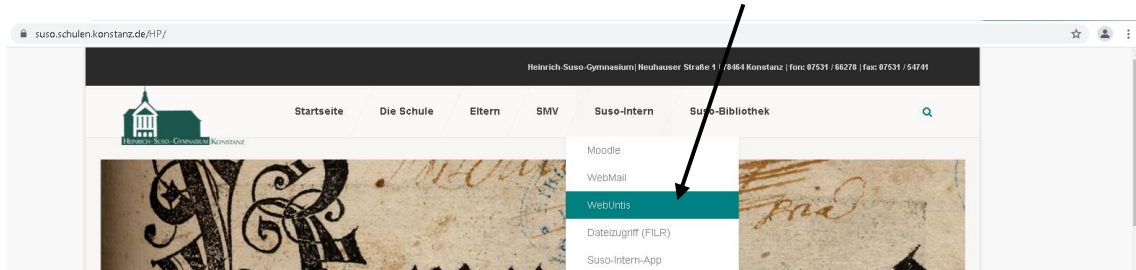 suso.schulen.konstanz.de/HP/
Heinrich-Suso-Gymnasium| Neuhauser Straße 1 78464 Konstanz | fon: 07531 / 66278 | fax: 07531 / 54741
Startseite Die Schule Eltern SMV Suso-Intern Suso-Bibliothek
HEINRICH-SUSO-GYMNASIUM KONSTANZ
Moodle
WebMail
WebUntis
Dateizugriff (FILR)
Suso-Intern-App